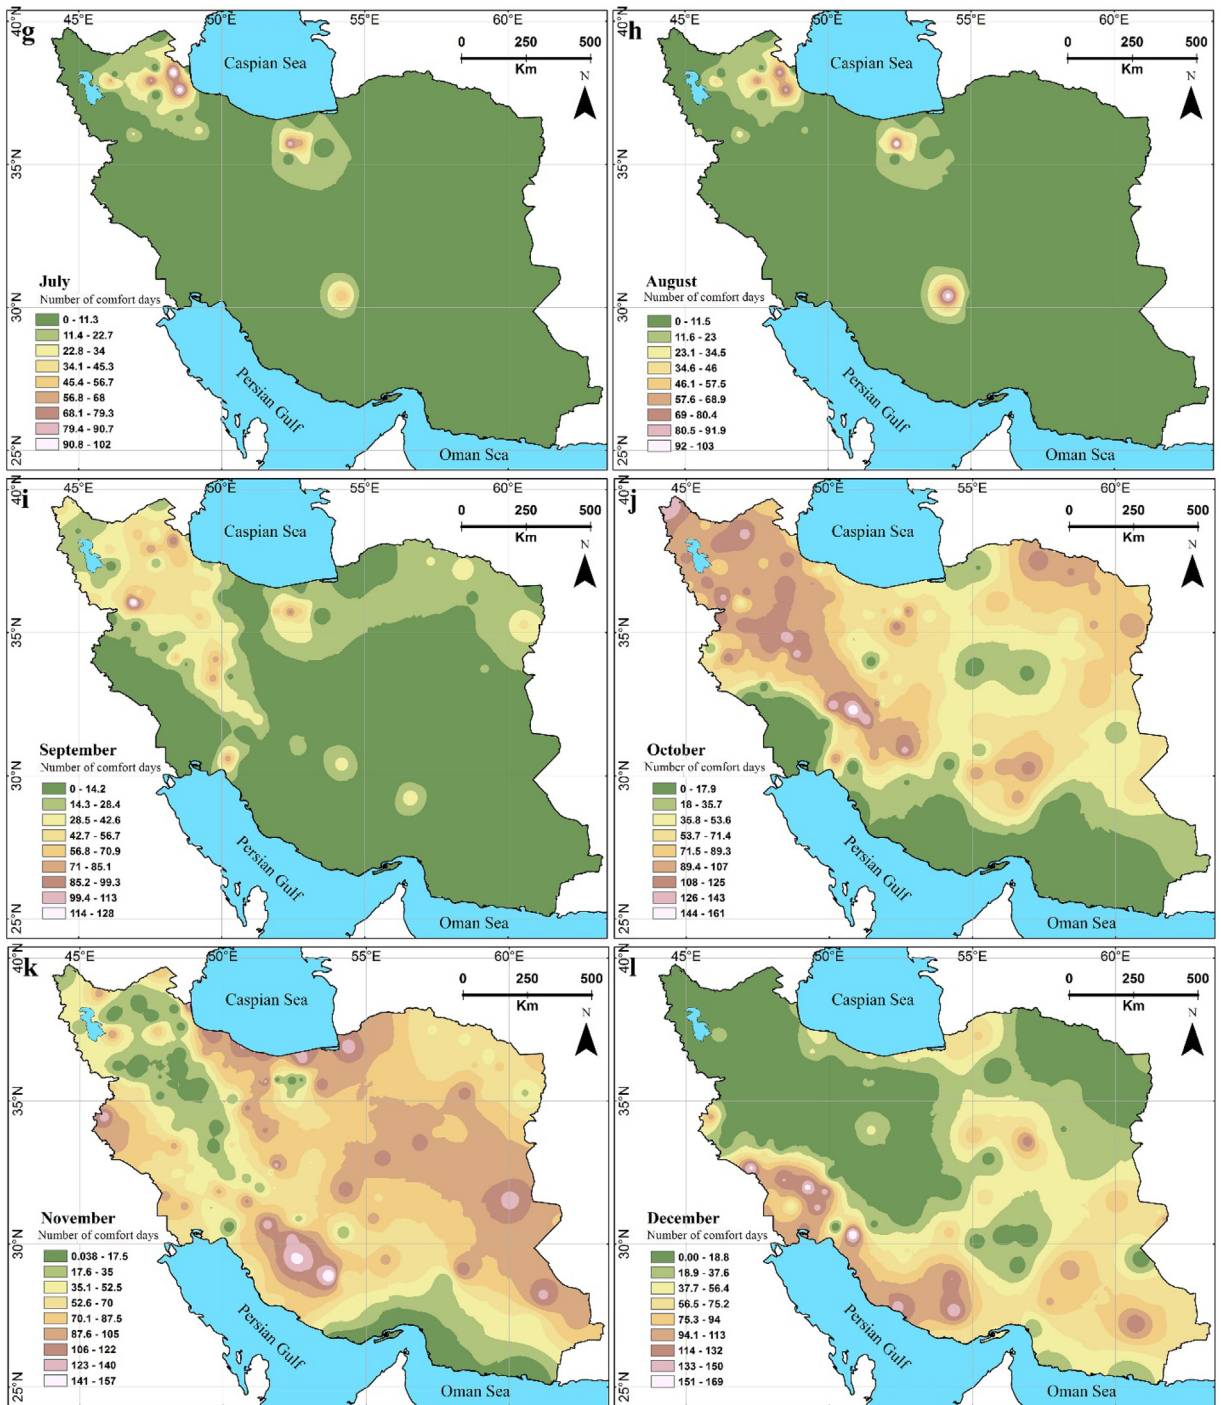 g
45°E
50°E
55°E
60°E
40°N
35°N
30°N
25°N
Caspian Sea
0 250 500
Km
N
July
Number of comfort days
0 - 11.3
11.4 - 22.7
22.8 - 34
34.1 - 45.3
45.4 - 56.7
56.8 - 68
68.1 - 79.3
79.4 - 90.7
90.8 - 102
Persian Gulf
Oman Sea
h
45°E
50°E
55°E
60°E
40°N
35°N
30°N
25°N
Caspian Sea
0 250 500
Km
N
August
Number of comfort days
0 - 11.5
11.6 - 23
23.1 - 34.5
34.6 - 46
46.1 - 57.5
57.6 - 68.9
69 - 80.4
80.5 - 91.9
92 - 103
Persian Gulf
Oman Sea
i
45°E
50°E
55°E
60°E
40°N
35°N
30°N
25°N
Caspian Sea
0 250 500
Km
N
September
Number of comfort days
0 - 14.2
14.3 - 28.4
28.5 - 42.6
42.7 - 56.7
56.8 - 70.9
71 - 85.1
85.2 - 99.3
99.4 - 113
114 - 128
Persian Gulf
Oman Sea
j
45°E
50°E
55°E
60°E
40°N
35°N
30°N
25°N
Caspian Sea
0 250 500
Km
N
October
Number of comfort days
0 - 17.9
18 - 35.7
35.8 - 53.6
53.7 - 71.4
71.5 - 89.3
89.4 - 107
108 - 125
126 - 143
144 - 161
Persian Gulf
Oman Sea
k
45°E
50°E
55°E
60°E
40°N
35°N
30°N
25°N
Caspian Sea
0 250 500
Km
N
November
Number of comfort days
0.038 - 17.5
17.6 - 35
35.1 - 52.5
52.6 - 70
70.1 - 87.5
87.6 - 105
106 - 122
123 - 140
141 - 157
Persian Gulf
Oman Sea
l
45°E
50°E
55°E
60°E
40°N
35°N
30°N
25°N
Caspian Sea
0 250 500
Km
N
December
Number of comfort days
0.00 - 18.8
18.9 - 37.6
37.7 - 56.4
56.5 - 75.2
75.3 - 94
94.1 - 113
114 - 132
133 - 150
151 - 169
Persian Gulf
Oman Sea